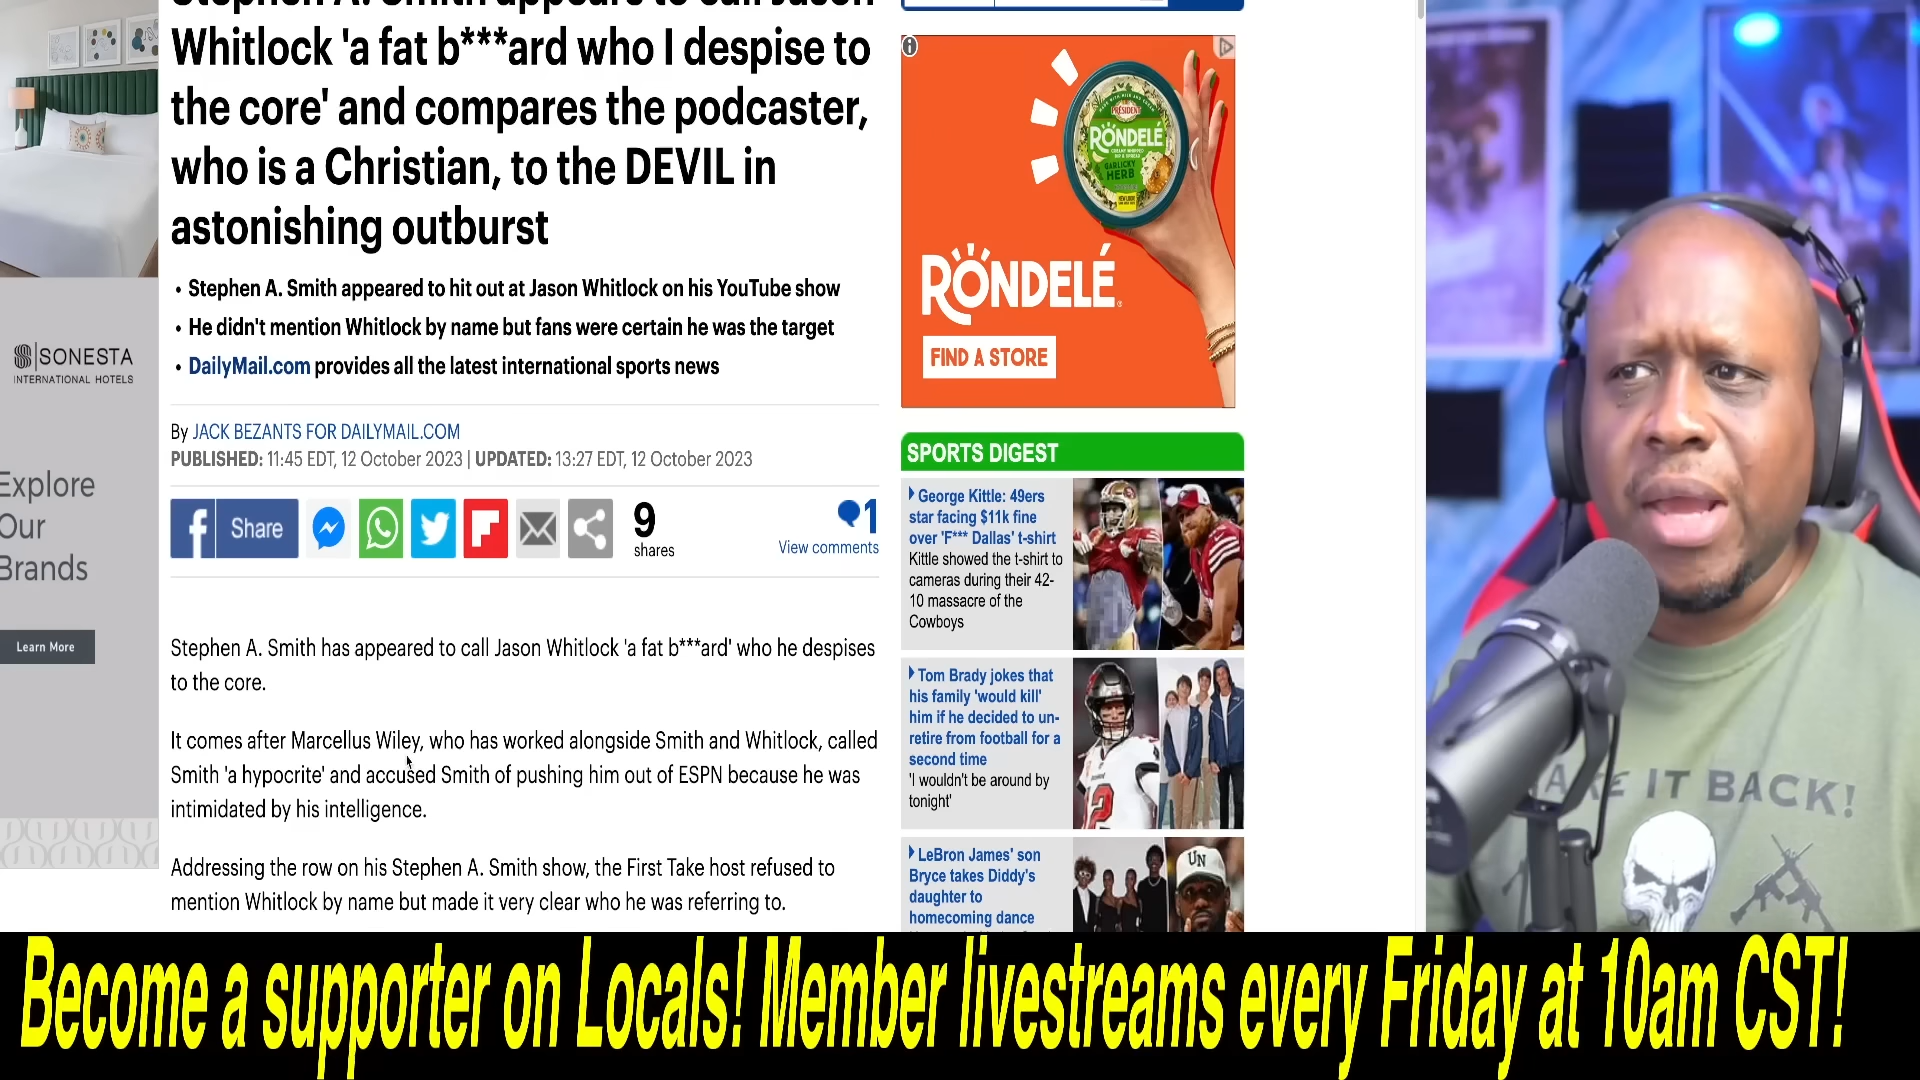 Stephen A. Smith appears to call Jason
Whitlock 'a fat b***ard who I despise to
the core' and compares the podcaster,
who is a Christian, to the DEVIL in
astonishing outburst
• Stephen A. Smith appeared to hit out at Jason Whitlock on his YouTube show
• He didn't mention Whitlock by name but fans were certain he was the target
• DailyMail.com provides all the latest international sports news
By JACK BEZANTS FOR DAILYMAIL.COM
PUBLISHED: 11:45 EDT, 12 October 2023 | UPDATED: 13:27 EDT, 12 October 2023
Share
9
shares
1
View comments
Stephen A. Smith has appeared to call Jason Whitlock 'a fat b***ard' who he despises
to the core.
It comes after Marcellus Wiley, who has worked alongside Smith and Whitlock, called
Smith 'a hypocrite' and accused Smith of pushing him out of ESPN because he was
intimidated by his intelligence.
Addressing the row on his Stephen A. Smith show, the First Take host refused to
mention Whitlock by name but made it very clear who he was referring to.
SONESTA
INTERNATIONAL HOTELS
Explore
Our
Brands
Learn More
PRÉSIDENT
RONDELÉ
GARLIC
HERB
RONDELÉ
FIND A STORE
SPORTS DIGEST
George Kittle: 49ers
star facing $11k fine
over 'F*** Dallas' t-shirt
Kittle showed the t-shirt to
cameras during their 42-
10 massacre of the
Cowboys
Tom Brady jokes that
his family 'would kill'
him if he decided to un-
retire from football for a
second time
'I wouldn't be around by
tonight'
LeBron James' son
Bryce takes Diddy's
daughter to
homecoming dance
UN
AKE IT BACK!
Become a supporter on Locals! Member livestreams every Friday at 10am CST!